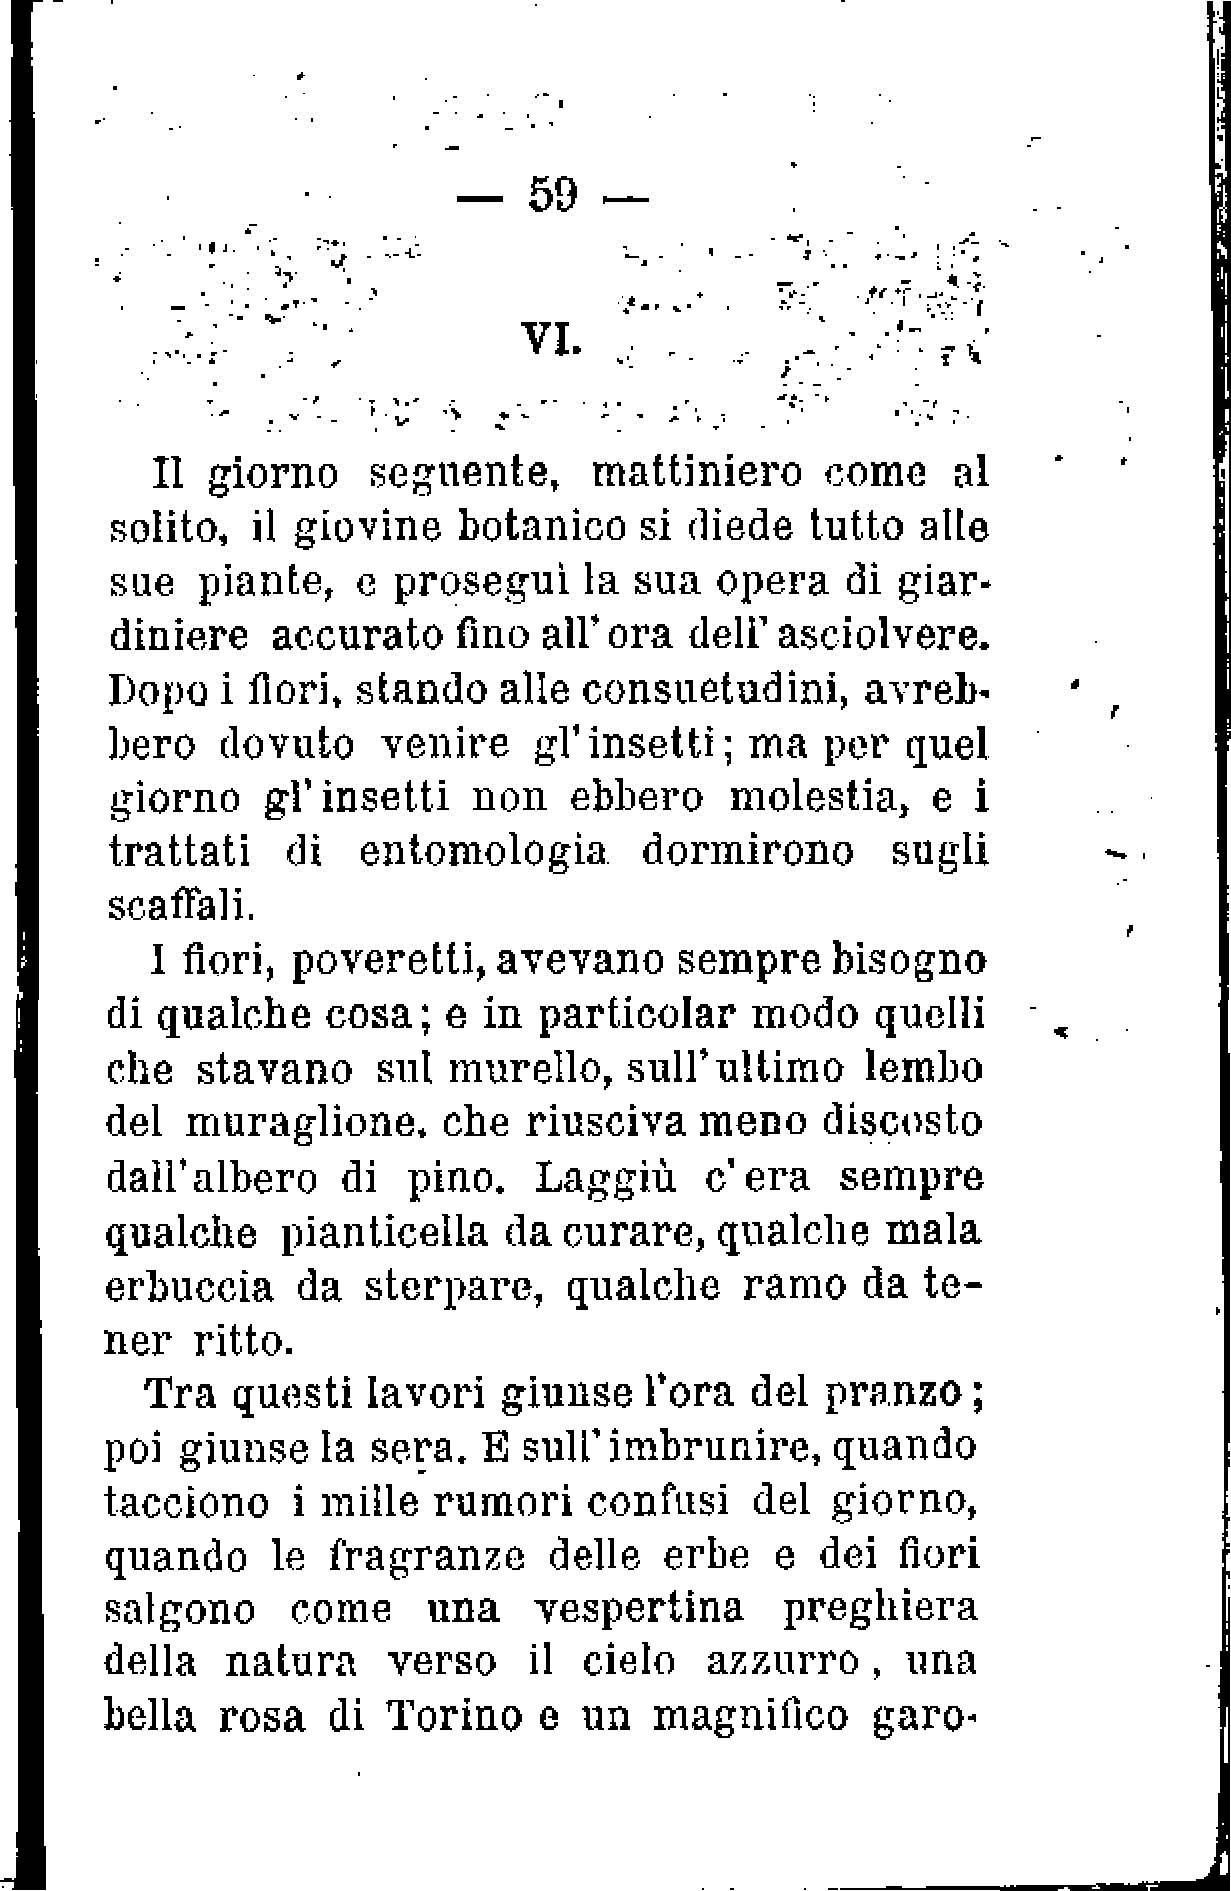 — 59 —
VI.
Il giorno seguente, mattiniero come al
solito, il giovine botanico si diede tutto alle
sue piante, e proseguì la sua opera di giar-
diniere accurato fino all'ora dell'asciolvere.
Dopo i fiori, stando alle consuetudini, avreb-
bero dovuto venire gl'insetti; ma per quel
giorno gl'insetti non ebbero molestia, e i
trattati di entomologia dormirono sugli
scaffali.
I fiori, poveretti, avevano sempre bisogno
di qualche cosa; e in particolar modo quelli
che stavano sul murello, sull'ultimo lembo
del muraglione, che riusciva meno discosto
dall'albero di pino. Laggiù c'era sempre
qualche pianticella da curare, qualche mala
erbuccia da sterpare, qualche ramo da te-
ner ritto.
Tra questi lavori giunse l'ora del pranzo;
poi giunse la sera. E sull'imbrunire, quando
tacciono i mille rumori confusi del giorno,
quando le fragranze delle erbe e dei fiori
salgono come una vespertina preghiera
della natura verso il cielo azzurro, una
bella rosa di Torino e un magnifico garo-